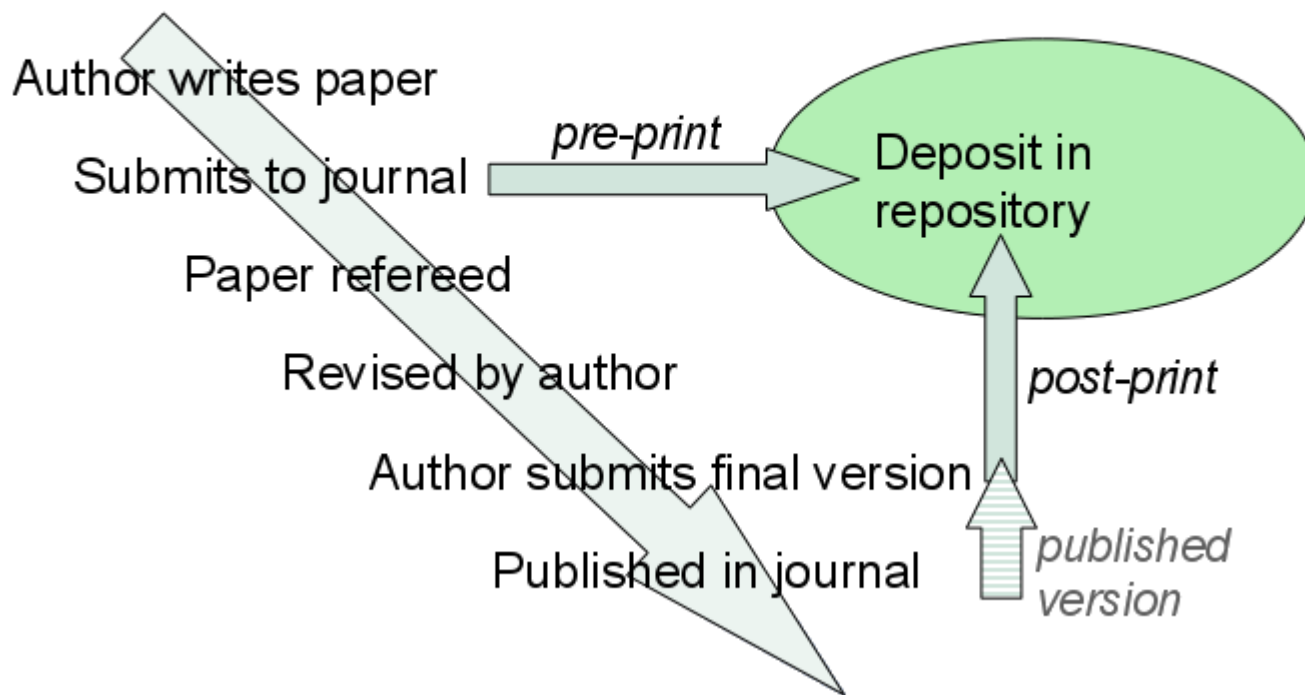 Author writes paper
pre-print
Deposit in
repository
Submits to journal
Paper refereed
Revised by author
post-print
Author submits final version
published
version
Published in journal